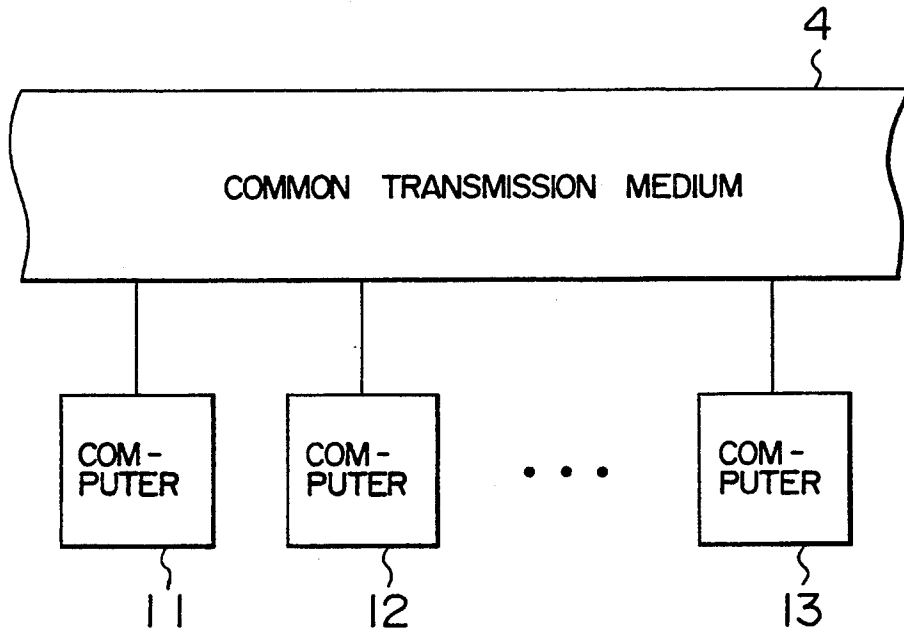 4
COMMON TRANSMISSION MEDIUM
COM-
PUTER
COM-
PUTER
COM-
PUTER
11
12
13